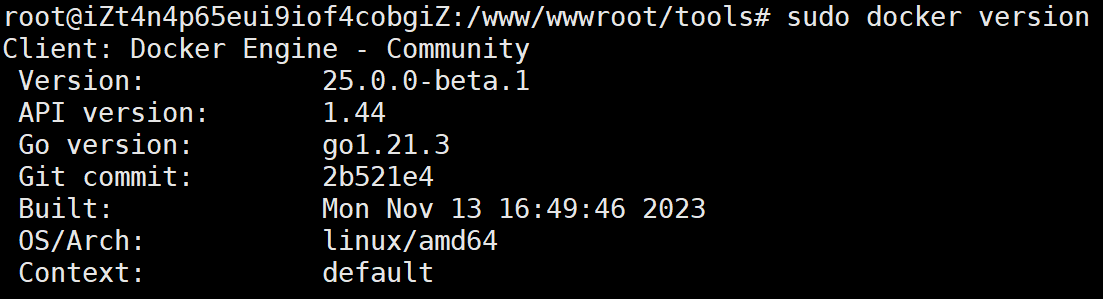 root@iZt4n4p65eui9iof4cobgiZ:/www/wwwroot/tools# sudo docker version
Client: Docker Engine - Community
 Version:           25.0.0-beta.1
 API version:       1.44
 Go version:        go1.21.3
 Git commit:        2b521e4
 Built:             Mon Nov 13 16:49:46 2023
 OS/Arch:           linux/amd64
 Context:           default